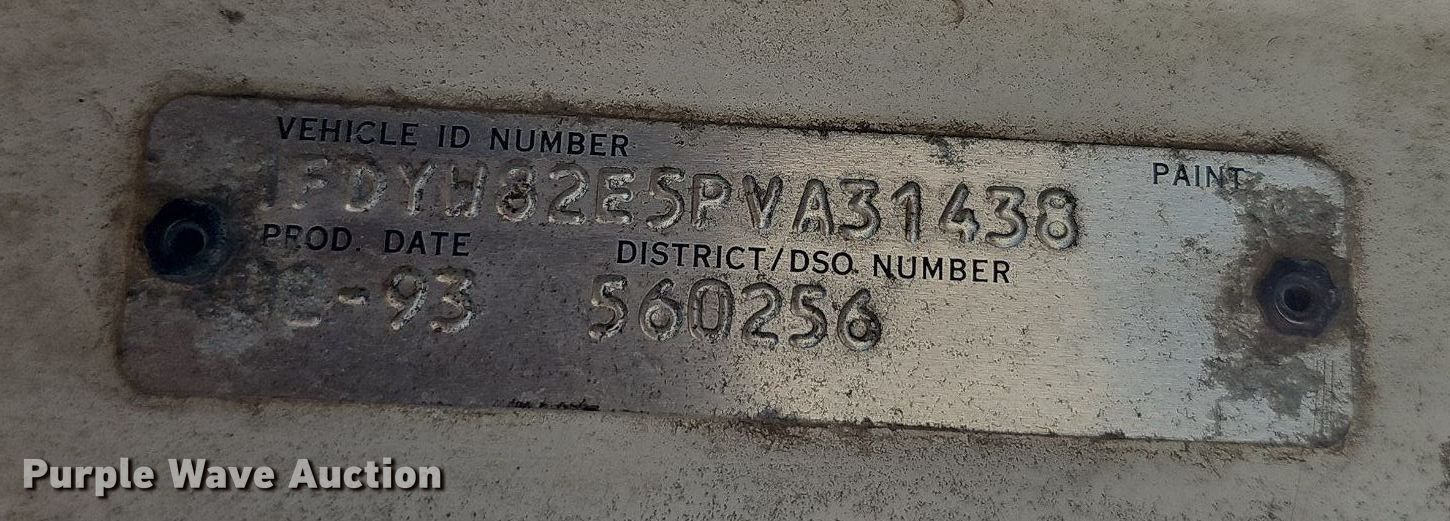 VEHICLE ID NUMBER
PAINT
1FDYW82E5PVA31438
PROD. DATE
DISTRICT/DSO NUMBER
-93
560256
Purple Wave Auction